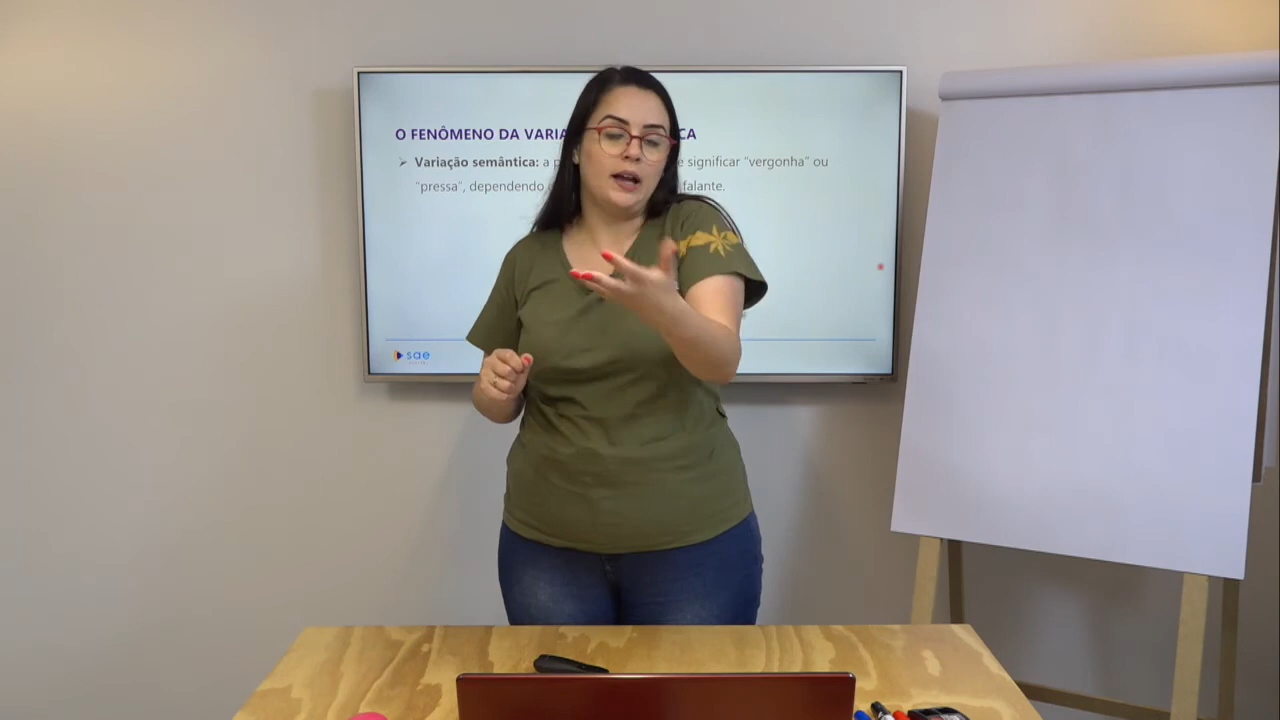 O FENÔMENO DA VARIA CA
➤ Variação semântica: a p e significar “vergonha” ou
“pressa”, dependendo falante.
sae